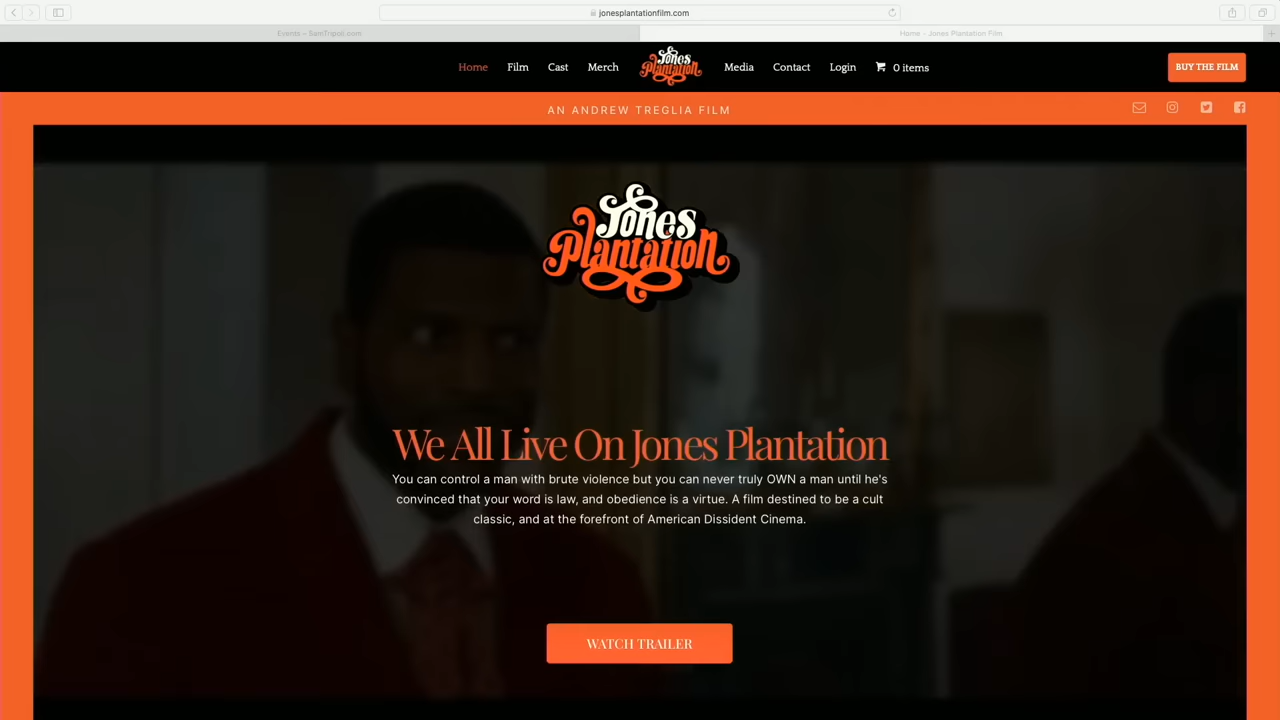 jonesplantationfilm.com
Events – SamTripoli.com
Home - Jones Plantation Film
Home
Film
Cast
Merch
Jones
Plantation
Media
Contact
Login
0 items
BUY THE FILM
AN ANDREW TREGLIA FILM
Jones
Plantation
We All Live On Jones Plantation
You can control a man with brute violence but you can never truly OWN a man until he's
convinced that your word is law, and obedience is a virtue. A film destined to be a cult
classic, and at the forefront of American Dissident Cinema.
WATCH TRAILER